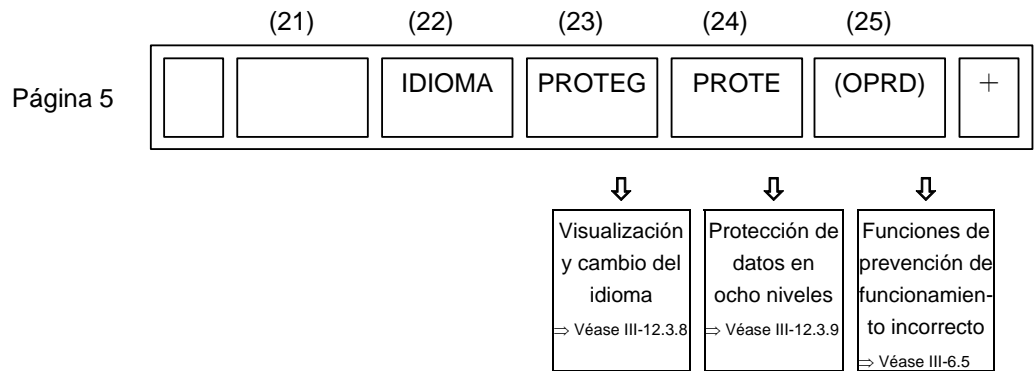 (21) (22) (23) (24) (25)
Página 5
IDIOMA PROTEG PROTE (OPRD) +
⇩ ⇩ ⇩
Visualización
y cambio del
idioma
⇒ Véase III-12.3.8
Protección de
datos en
ocho niveles
⇒ Véase III-12.3.9
Funciones de
prevención de
funcionamien-
to incorrecto
⇒ Véase III-6.5